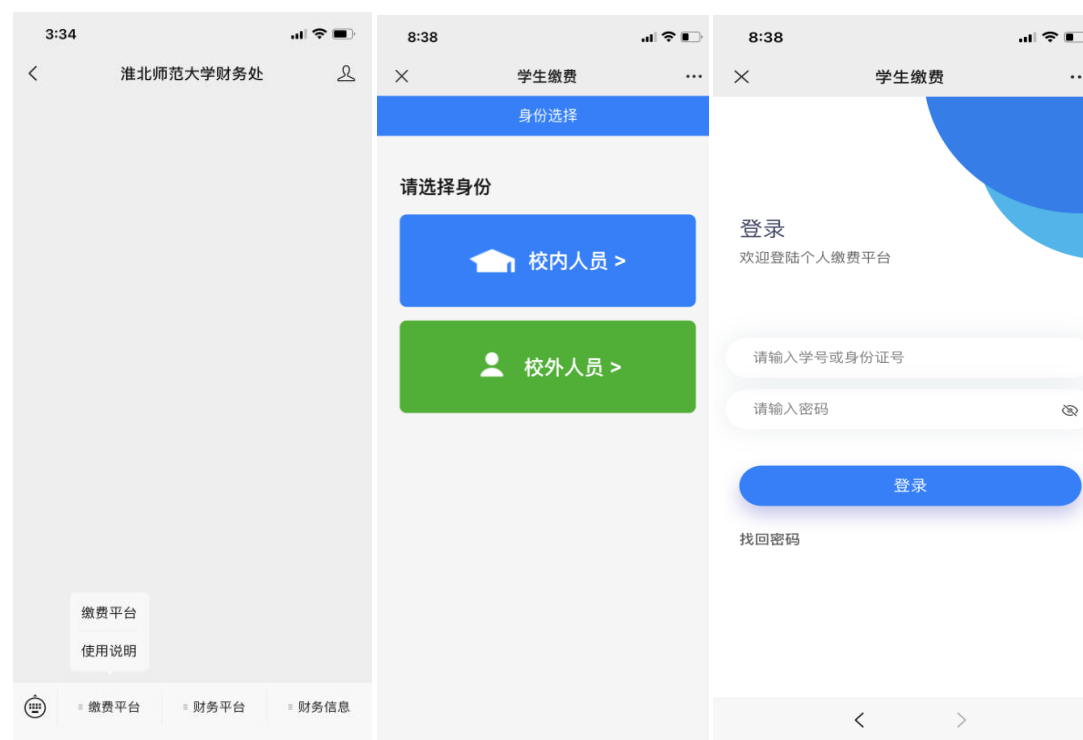 3:34
淮北师范大学财务处
缴费平台
使用说明
缴费平台
财务平台
财务信息
8:38
学生缴费
身份选择
请选择身份
校内人员 >
校外人员 >
8:38
学生缴费
登录
欢迎登陆个人缴费平台
请输入学号或身份证号
请输入密码
登录
找回密码